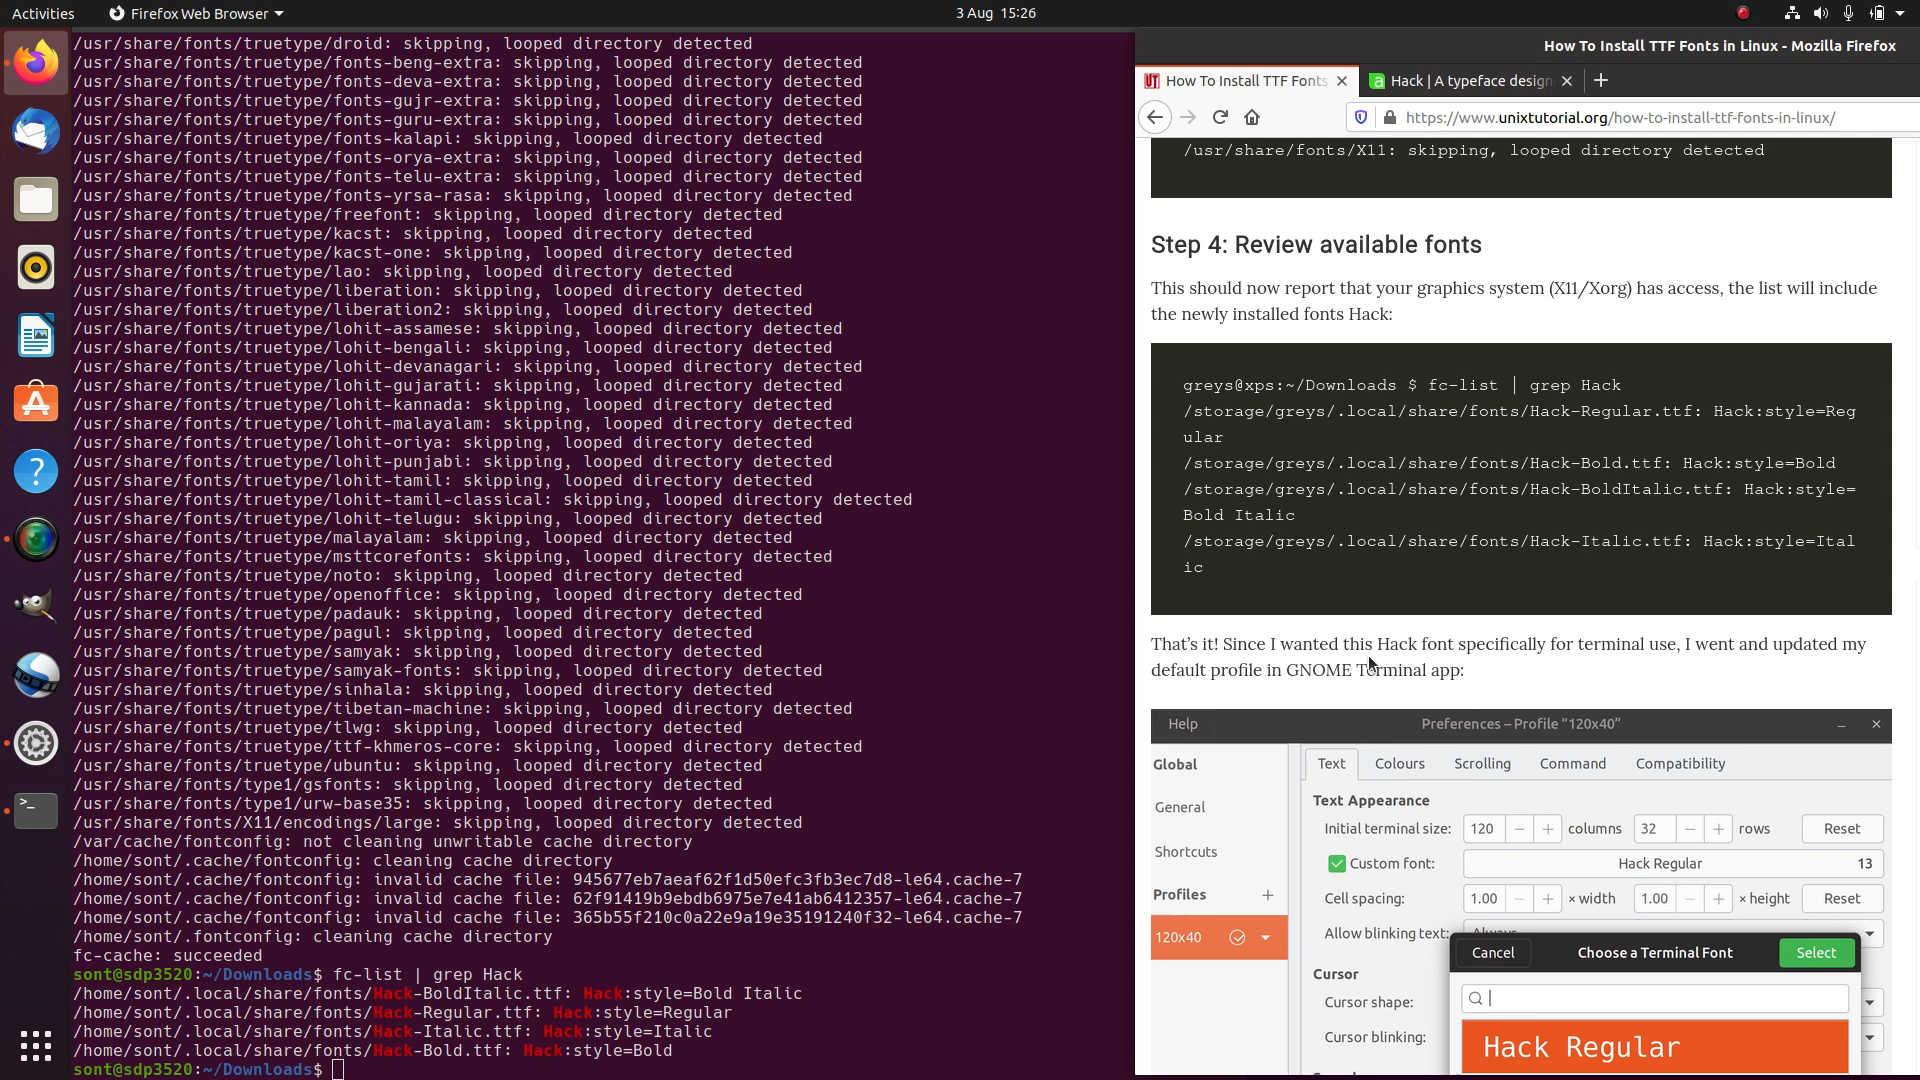 Activities
Firefox Web Browser
3 Aug 15:26
/usr/share/fonts/truetype/droid: skipping, looped directory detected
/usr/share/fonts/truetype/fonts-beng-extra: skipping, looped directory detected
/usr/share/fonts/truetype/fonts-deva-extra: skipping, looped directory detected
/usr/share/fonts/truetype/fonts-gujr-extra: skipping, looped directory detected
/usr/share/fonts/truetype/fonts-guru-extra: skipping, looped directory detected
/usr/share/fonts/truetype/fonts-kalapi: skipping, looped directory detected
/usr/share/fonts/truetype/fonts-orya-extra: skipping, looped directory detected
/usr/share/fonts/truetype/fonts-telu-extra: skipping, looped directory detected
/usr/share/fonts/truetype/fonts-yrsa-rasa: skipping, looped directory detected
/usr/share/fonts/truetype/freefont: skipping, looped directory detected
/usr/share/fonts/truetype/kacst: skipping, looped directory detected
/usr/share/fonts/truetype/kacst-one: skipping, looped directory detected
/usr/share/fonts/truetype/lao: skipping, looped directory detected
/usr/share/fonts/truetype/liberation: skipping, looped directory detected
/usr/share/fonts/truetype/liberation2: skipping, looped directory detected
/usr/share/fonts/truetype/lohit-assamese: skipping, looped directory detected
/usr/share/fonts/truetype/lohit-bengali: skipping, looped directory detected
/usr/share/fonts/truetype/lohit-devanagari: skipping, looped directory detected
/usr/share/fonts/truetype/lohit-gujarati: skipping, looped directory detected
/usr/share/fonts/truetype/lohit-kannada: skipping, looped directory detected
/usr/share/fonts/truetype/lohit-malayalam: skipping, looped directory detected
/usr/share/fonts/truetype/lohit-oriya: skipping, looped directory detected
/usr/share/fonts/truetype/lohit-punjabi: skipping, looped directory detected
/usr/share/fonts/truetype/lohit-tamil: skipping, looped directory detected
/usr/share/fonts/truetype/lohit-tamil-classical: skipping, looped directory detected
/usr/share/fonts/truetype/lohit-telugu: skipping, looped directory detected
/usr/share/fonts/truetype/malayalam: skipping, looped directory detected
/usr/share/fonts/truetype/msttcorefonts: skipping, looped directory detected
/usr/share/fonts/truetype/noto: skipping, looped directory detected
/usr/share/fonts/truetype/openoffice: skipping, looped directory detected
/usr/share/fonts/truetype/padauk: skipping, looped directory detected
/usr/share/fonts/truetype/pagul: skipping, looped directory detected
/usr/share/fonts/truetype/samyak: skipping, looped directory detected
/usr/share/fonts/truetype/samyak-fonts: skipping, looped directory detected
/usr/share/fonts/truetype/sinhala: skipping, looped directory detected
/usr/share/fonts/truetype/tibetan-machine: skipping, looped directory detected
/usr/share/fonts/truetype/tlwg: skipping, looped directory detected
/usr/share/fonts/truetype/ttf-khmeros-core: skipping, looped directory detected
/usr/share/fonts/truetype/ubuntu: skipping, looped directory detected
/usr/share/fonts/type1/gsfonts: skipping, looped directory detected
/usr/share/fonts/type1/urw-base35: skipping, looped directory detected
/usr/share/fonts/X11/encodings/large: skipping, looped directory detected
/var/cache/fontconfig: not cleaning unwritable cache directory
/home/sont/.cache/fontconfig: cleaning cache directory
/home/sont/.cache/fontconfig: invalid cache file: 945677eb7aeaf62f1d50efc3fb3ec7d8-le64.cache-7
/home/sont/.cache/fontconfig: invalid cache file: 62f91419b9ebdb6975e7e41ab6412357-le64.cache-7
/home/sont/.cache/fontconfig: invalid cache file: 365b55f210c0a22e9a19e35191240f32-le64.cache-7
/home/sont/.fontconfig: cleaning cache directory
fc-cache: succeeded
sont@sdp3520:~/Downloads$ fc-list | grep Hack
/home/sont/.local/share/fonts/Hack-BoldItalic.ttf: Hack:style=Bold Italic
/home/sont/.local/share/fonts/Hack-Regular.ttf: Hack:style=Regular
/home/sont/.local/share/fonts/Hack-Italic.ttf: Hack:style=Italic
/home/sont/.local/share/fonts/Hack-Bold.ttf: Hack:style=Bold
sont@sdp3520:~/Downloads$
How To Install TTF Fonts in Linux - Mozilla Firefox
How To Install TTF Fonts
Hack | A typeface design
https://www.unixtutorial.org/how-to-install-ttf-fonts-in-linux/
/usr/share/fonts/X11: skipping, looped directory detected
Step 4: Review available fonts
This should now report that your graphics system (X11/Xorg) has access, the list will include
the newly installed fonts Hack:
greys@xps:~/Downloads $ fc-list | grep Hack
/storage/greys/.local/share/fonts/Hack-Regular.ttf: Hack:style=Reg
ular
/storage/greys/.local/share/fonts/Hack-Bold.ttf: Hack:style=Bold
/storage/greys/.local/share/fonts/Hack-BoldItalic.ttf: Hack:style=
Bold Italic
/storage/greys/.local/share/fonts/Hack-Italic.ttf: Hack:style=Ital
ic
That's it! Since I wanted this Hack font specifically for terminal use, I went and updated my
default profile in GNOME Terminal app:
Help
Preferences – Profile “120x40”
Global
General
Shortcuts
Profiles
120x40
Text Colours Scrolling Command Compatibility
Text Appearance
Initial terminal size: 120 − + columns 32 − + rows Reset
Custom font: Hack Regular 13
Cell spacing: 1.00 − + × width 1.00 − + × height Reset
Allow blinking text: Always
Cursor
Cursor shape:
Cursor blinking:
Cancel Choose a Terminal Font Select
Hack Regular